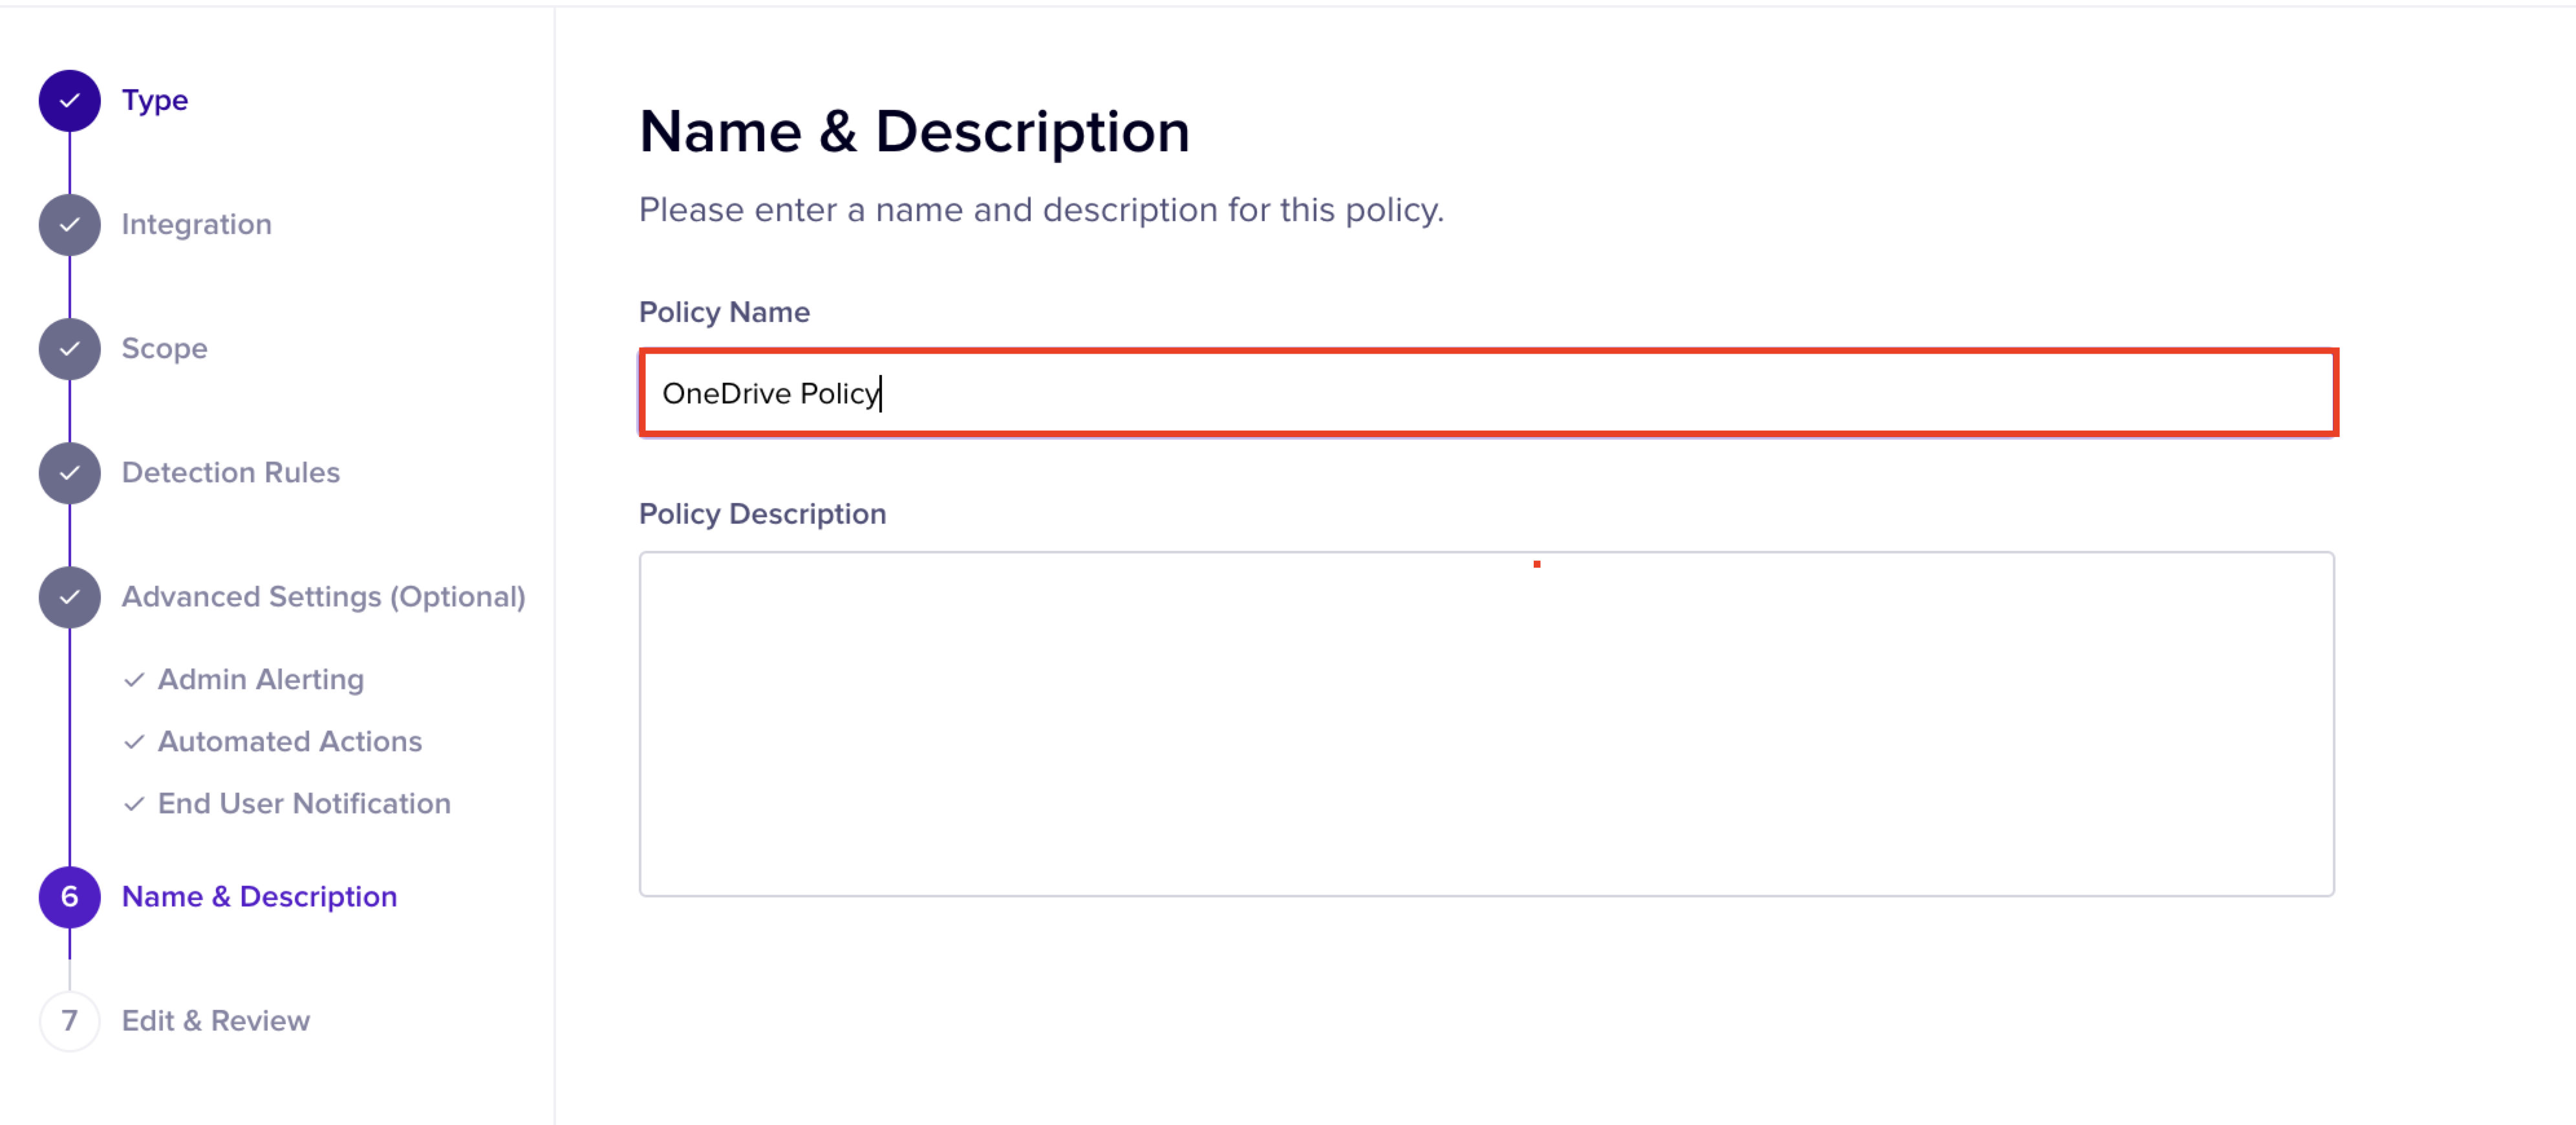 Type
Integration
Scope
Detection Rules
Advanced Settings (Optional)
Admin Alerting
Automated Actions
End User Notification
6 Name & Description
7 Edit & Review
Name & Description
Please enter a name and description for this policy.
Policy Name
OneDrive Policy
Policy Description